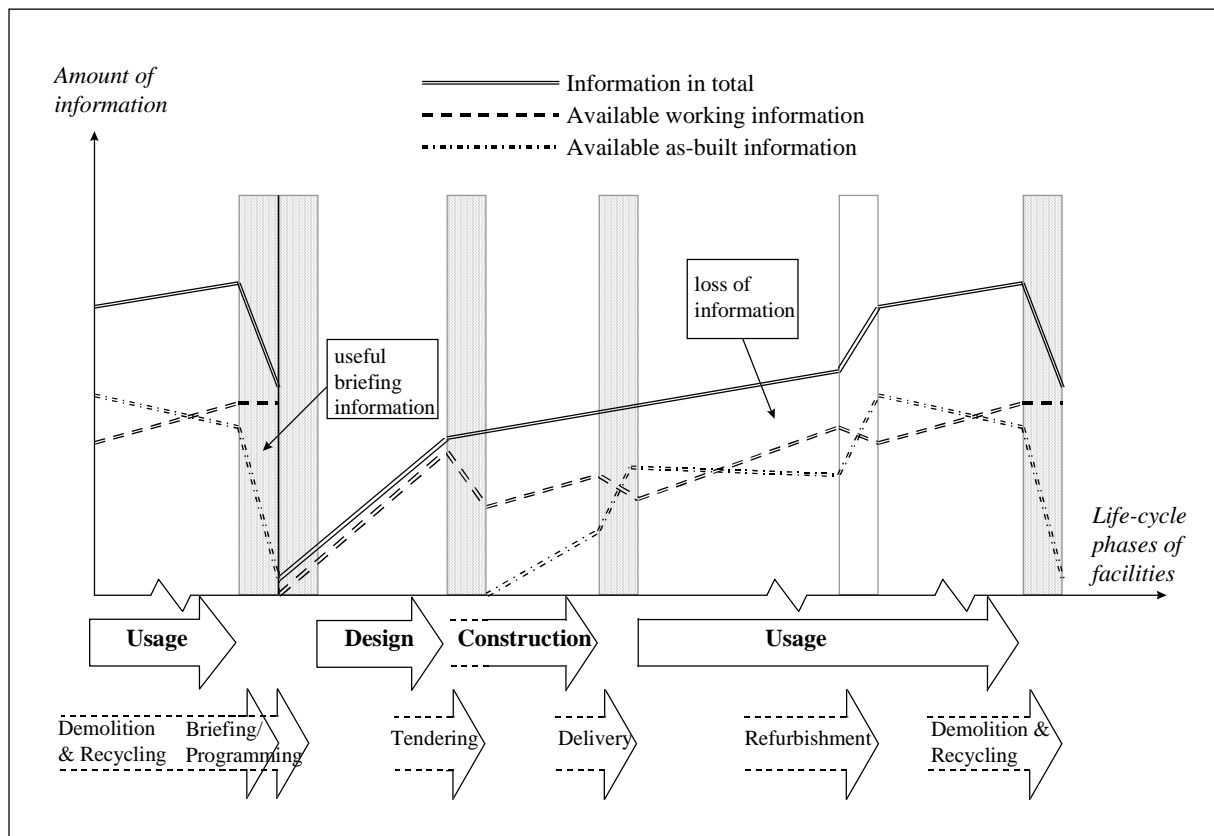 Amount of
information
Information in total
Available working information
Available as-built information
loss of
information
useful
briefing
information
Life-cycle
phases of
facilities
Usage
Design
Construction
Usage
Demolition
& Recycling
Briefing/
Programming
Tendering
Delivery
Refurbishment
Demolition &
Recycling